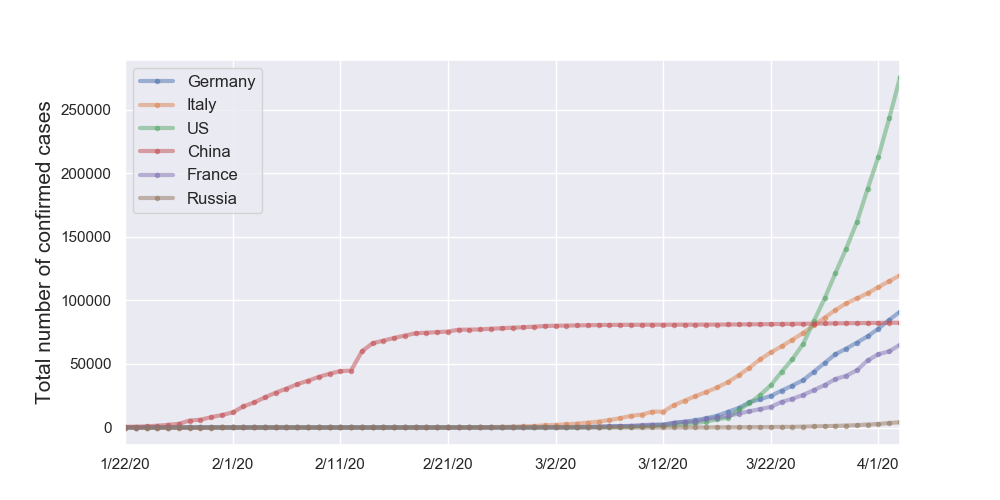 Total number of confirmed cases
250000
200000
150000
100000
50000
0
Germany
Italy
US
China
France
Russia
1/22/20 2/1/20 2/11/20 2/21/20 3/2/20 3/12/20 3/22/20 4/1/20